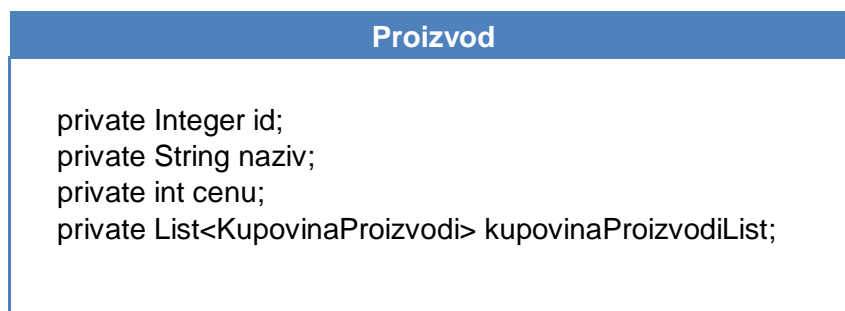 Proizvod
private Integer id;
private String naziv;
private int cenu;
private List<KupovinaProizvodi> kupovinaProizvodiList;